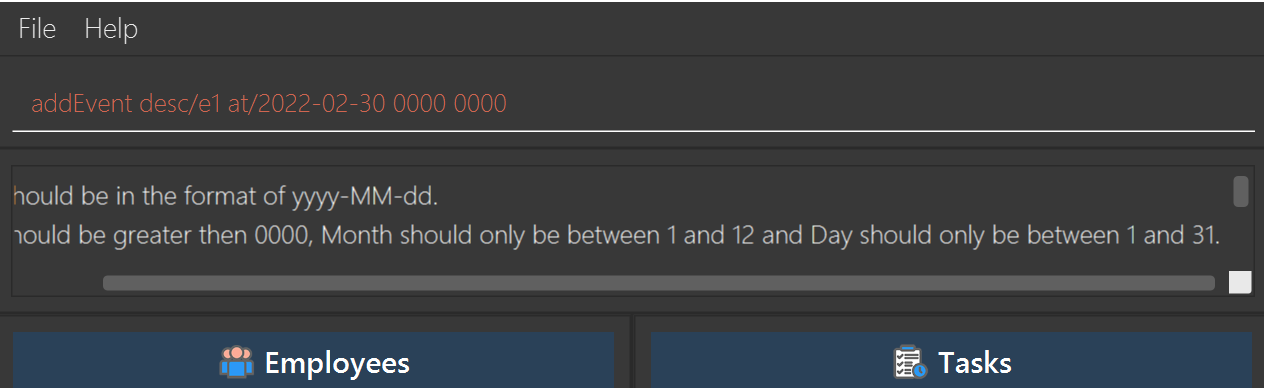 File Help
addEvent desc/e1 at/2022-02-30 0000 0000
hould be in the format of yyyy-MM-dd.
hould be greater then 0000, Month should only be between 1 and 12 and Day should only be between 1 and 31.
Employees Tasks